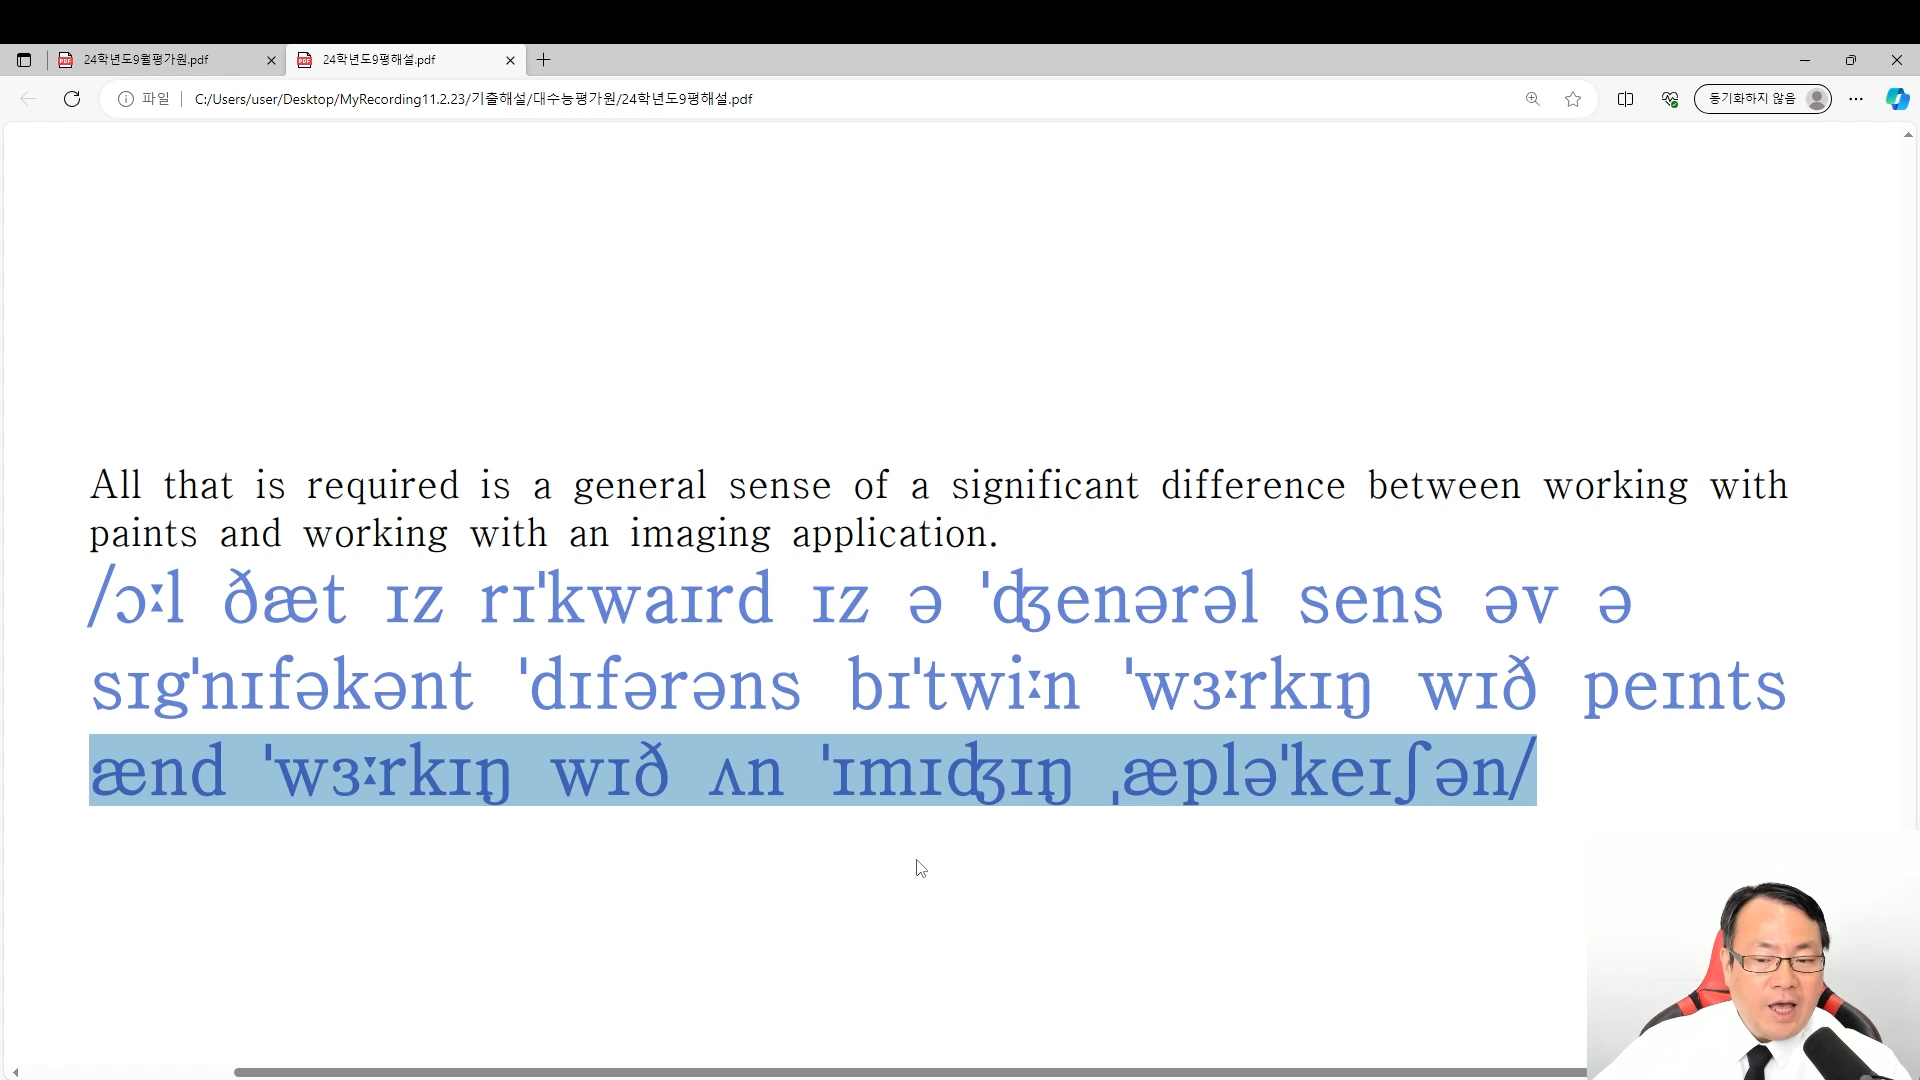 24학년도9월평가원.pdf
24학년도9평해설.pdf
파일
C:/Users/user/Desktop/MyRecording11.2.23/기출해설/대수능평가원/24학년도9평해설.pdf
동기화하지 않음
All that is required is a general sense of a significant difference between working with
paints and working with an imaging application.
/ɔːl ðæt ɪz rɪˈkwaɪrd ɪz ə ˈʤenərəl sens əv ə
sɪgˈnɪfəkənt ˈdɪfərəns bɪˈtwiːn ˈwɜːrkɪŋ wɪð peɪnts
ænd ˈwɜːrkɪŋ wɪð ʌn ˈɪmɪʤɪŋ ˌæpləˈkeɪʃən/